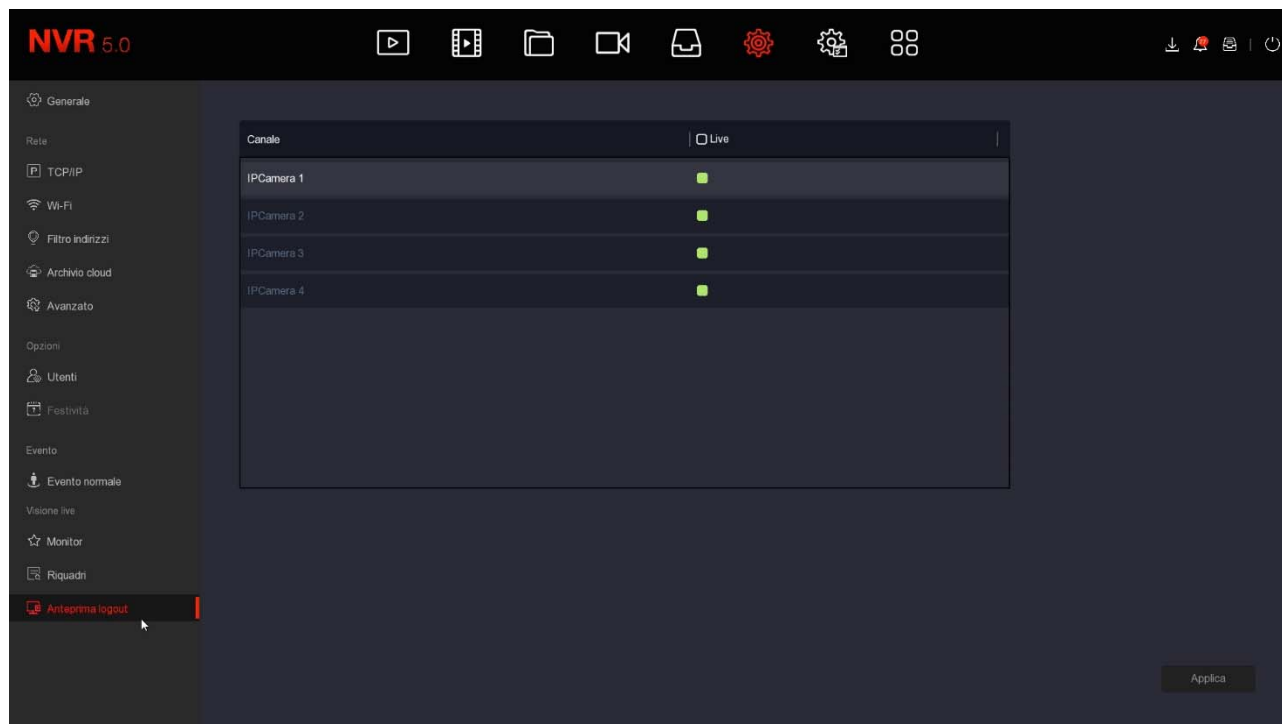 NVR 5.0
Generale
Rete
TCP/IP
Wi-Fi
Filtro indirizzi
Archivio cloud
Avanzato
Opzioni
Utenti
Festività
Evento
Evento normale
Visione live
Monitor
Riquadri
Anteprima logout
Canale Live
IPCamera 1
IPCamera 2
IPCamera 3
IPCamera 4
Applica